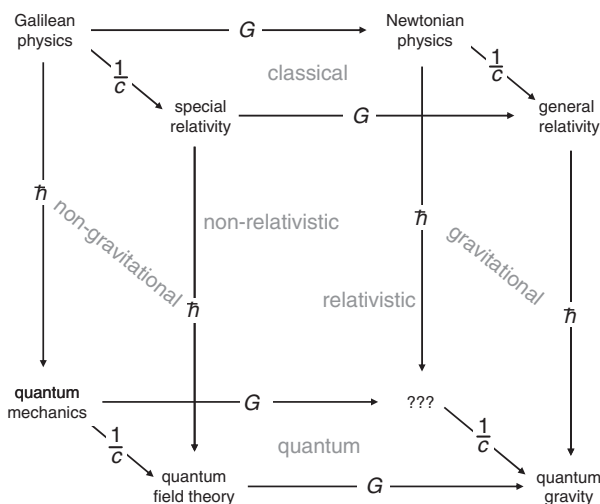 Galilean
physics
G
Newtonian
physics
1
c
classical
1
c
special
relativity
G
general
relativity
ħ
non-gravitational
non-relativistic
ħ
gravitational
relativistic
ħ
ħ
quantum
mechanics
G
???
1
c
quantum
1
c
quantum
field theory
G
quantum
gravity